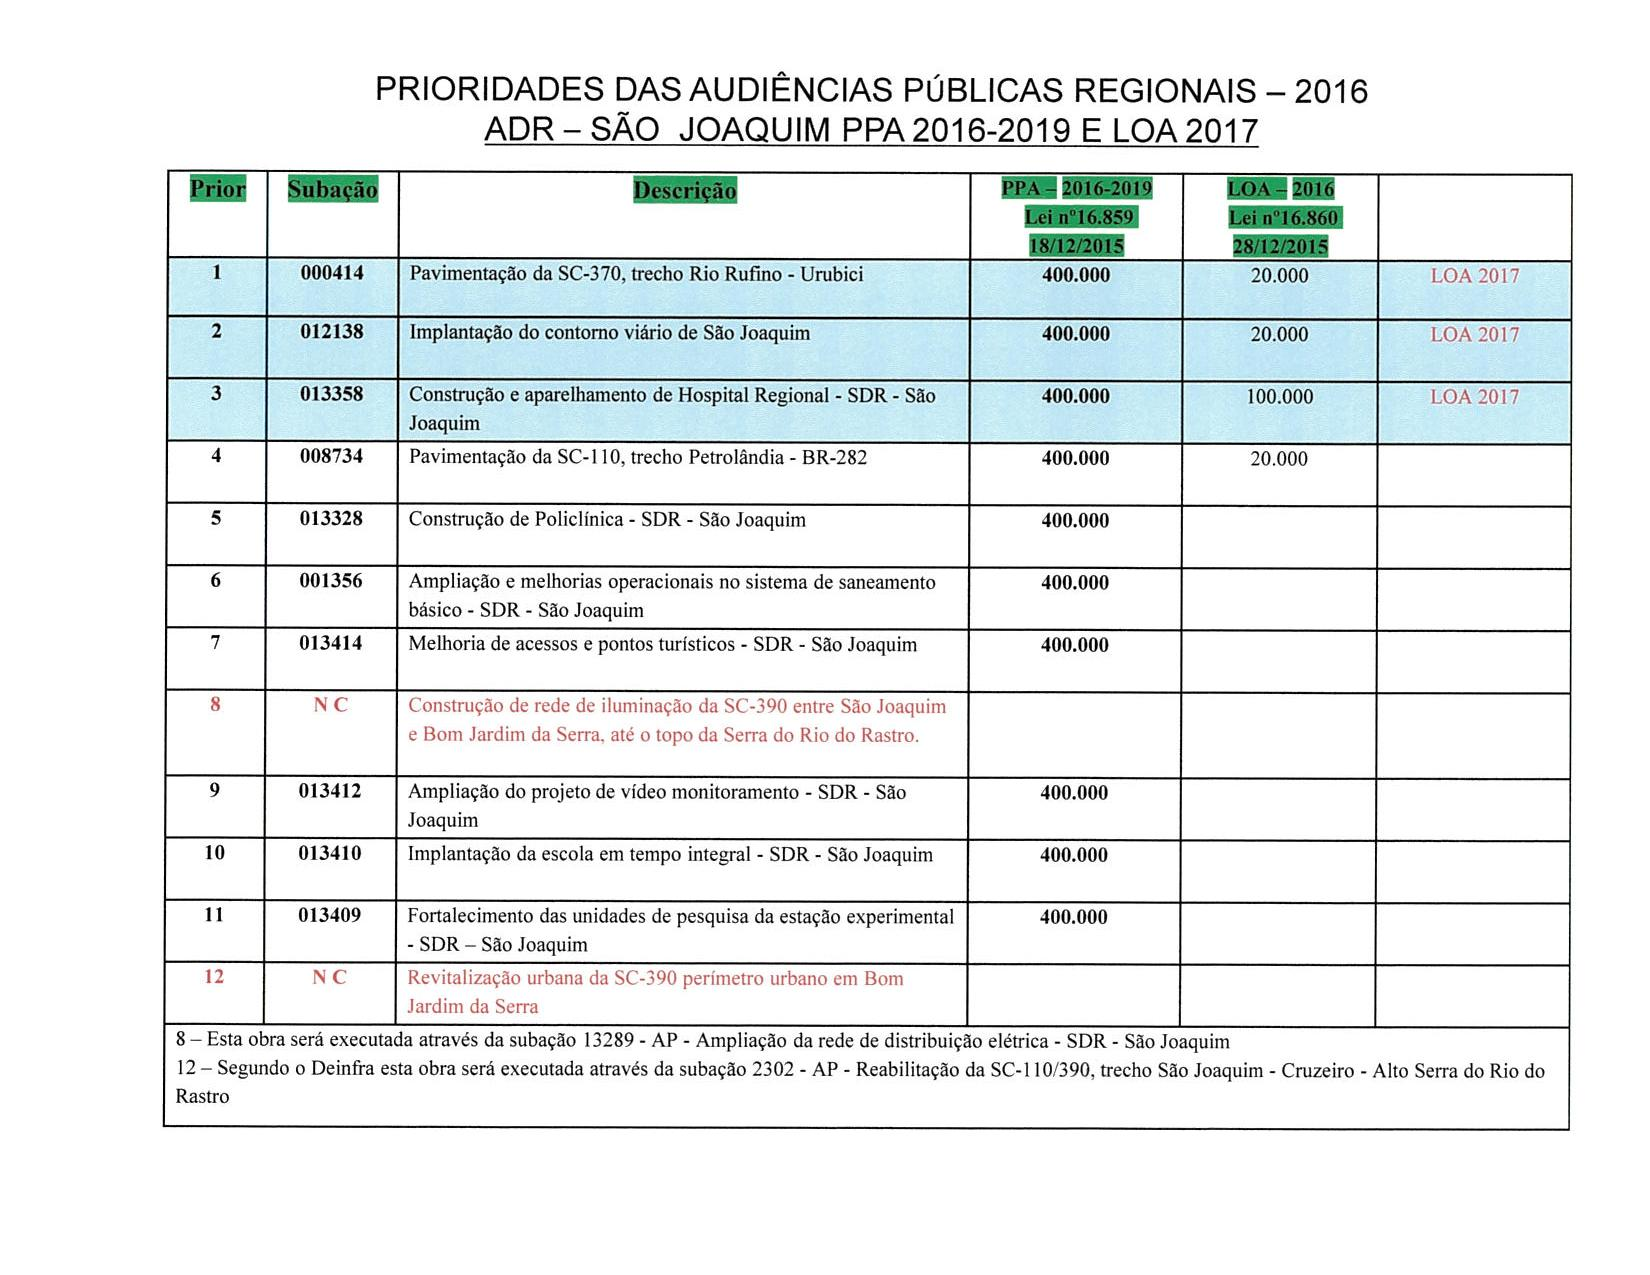 PRIORIDADES DAS AUDIÊNCIAS PÚBLICAS REGIONAIS – 2016
ADR – SÃO JOAQUIM PPA 2016-2019 E LOA 2017
Prior Subação Descrição PPA – 2016-2019 LOA – 2016
Lei nº16.859 Lei nº16.860
18/12/2015 28/12/2015
1 000414 Pavimentação da SC-370, trecho Rio Rufino - Urubici 400.000 20.000 LOA 2017
2 012138 Implantação do contorno viário de São Joaquim 400.000 20.000 LOA 2017
3 013358 Construção e aparelhamento de Hospital Regional - SDR - São 400.000 100.000 LOA 2017
Joaquim
4 008734 Pavimentação da SC-110, trecho Petrolândia - BR-282 400.000 20.000
5 013328 Construção de Policlínica - SDR - São Joaquim 400.000
6 001356 Ampliação e melhorias operacionais no sistema de saneamento 400.000
básico - SDR - São Joaquim
7 013414 Melhoria de acessos e pontos turísticos - SDR - São Joaquim 400.000
8 N C Construção de rede de iluminação da SC-390 entre São Joaquim
e Bom Jardim da Serra, até o topo da Serra do Rio do Rastro.
9 013412 Ampliação do projeto de vídeo monitoramento - SDR - São 400.000
Joaquim
10 013410 Implantação da escola em tempo integral - SDR - São Joaquim 400.000
11 013409 Fortalecimento das unidades de pesquisa da estação experimental 400.000
- SDR – São Joaquim
12 N C Revitalização urbana da SC-390 perímetro urbano em Bom
Jardim da Serra
8 – Esta obra será executada através da subação 13289 - AP - Ampliação da rede de distribuição elétrica - SDR - São Joaquim
12 – Segundo o Deinfra esta obra será executada através da subação 2302 - AP - Reabilitação da SC-110/390, trecho São Joaquim - Cruzeiro - Alto Serra do Rio do
Rastro